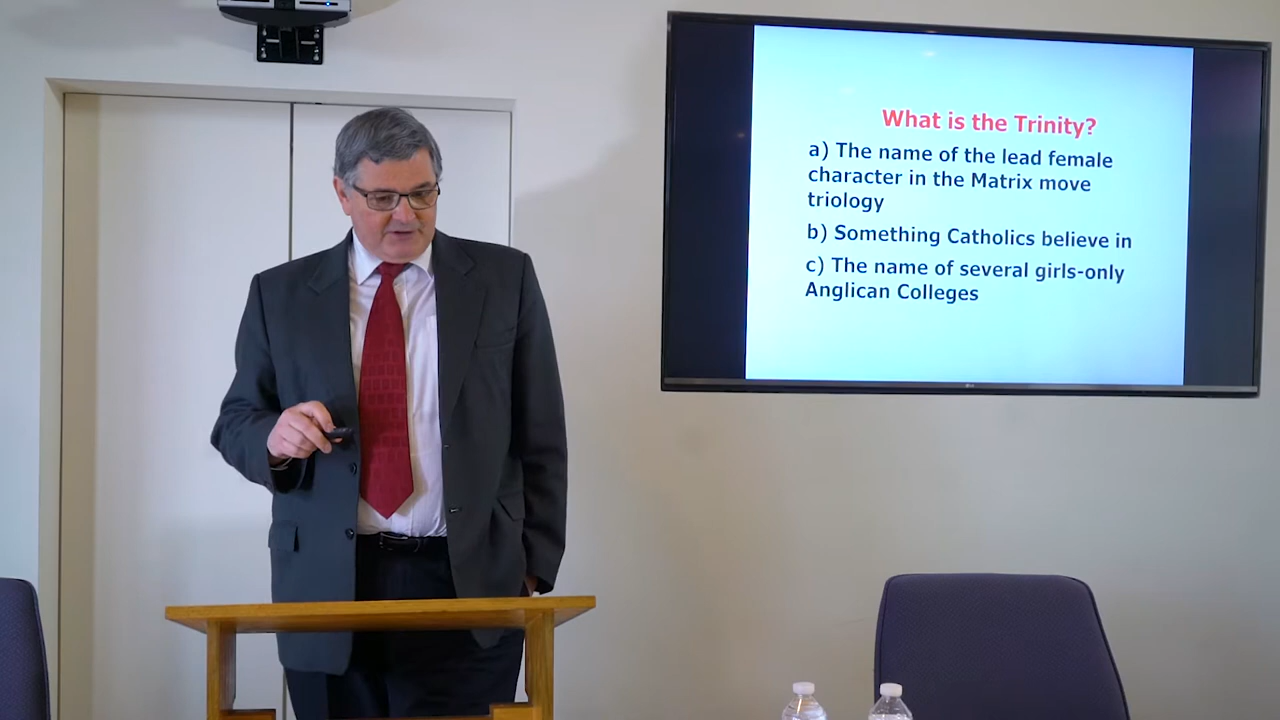 What is the Trinity?
a) The name of the lead female
character in the Matrix move
triology
b) Something Catholics believe in
c) The name of several girls-only
Anglican Colleges
LG